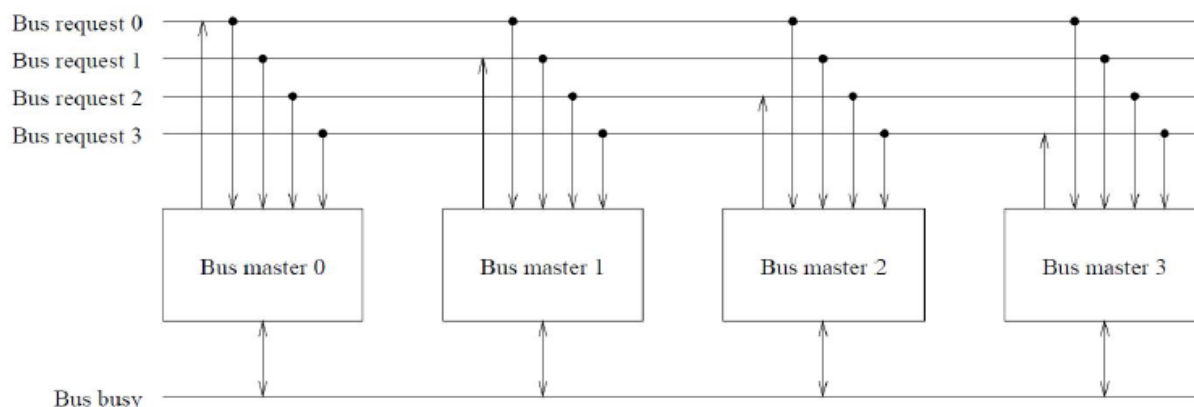 Bus request 0
Bus request 1
Bus request 2
Bus request 3
Bus master 0 Bus master 1 Bus master 2 Bus master 3
Bus busy